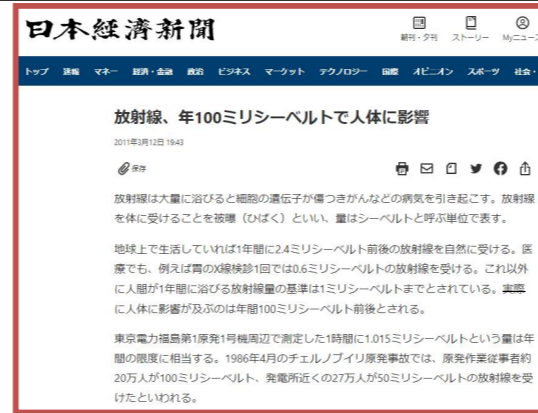 日本経済新聞
朝刊・夕刊 ストーリー Myニュース
トップ 速報 マネー 経済・金融 政治 ビジネス マーケット テクノロジー 国際 オピニオン スポーツ 社会・
放射線、年100ミリシーベルトで人体に影響
2011年3月12日 19:43
保存
放射線は大量に浴びると細胞の遺伝子が傷つきがんなどの病気を引き起こす。放射線
を体に受けることを被曝(ひばく)といい、量はシーベルトと呼ぶ単位で表す。
地球上で生活していれば1年間に2.4ミリシーベルト前後の放射線を自然に受ける。医
療でも、例えば胃のX線検診1回では0.6ミリシーベルトの放射線を受ける。これ以外
に人間が1年間に浴びる放射線量の基準は1ミリシーベルトまでとされている。実際
に人体に影響が及ぶのは年間100ミリシーベルト前後とされる。
東京電力福島第1原発1号機周辺で測定した1時間に1.015ミリシーベルトという量は年
間の限度に相当する。1986年4月のチェルノブイリ原発事故では、原発作業従事者約
20万人が100ミリシーベルト、発電所近くの27万人が50ミリシーベルトの放射線を受
けたといわれる。